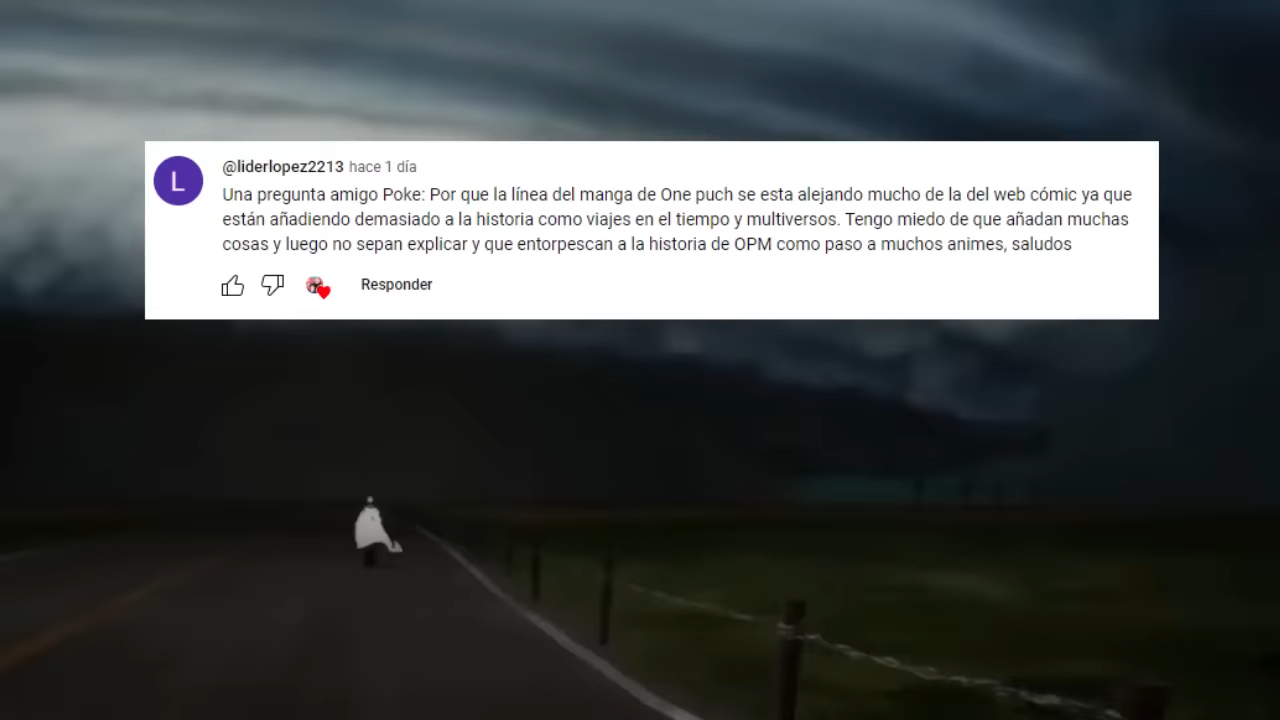 @liderlopez2213 hace 1 día
L
Una pregunta amigo Poke: Por que la línea del manga de One puch se esta alejando mucho de la del web cómic ya que
están añadiendo demasiado a la historia como viajes en el tiempo y multiversos. Tengo miedo de que añadan muchas
cosas y luego no sepan explicar y que entorpescan a la historia de OPM como paso a muchos animes, saludos
Responder